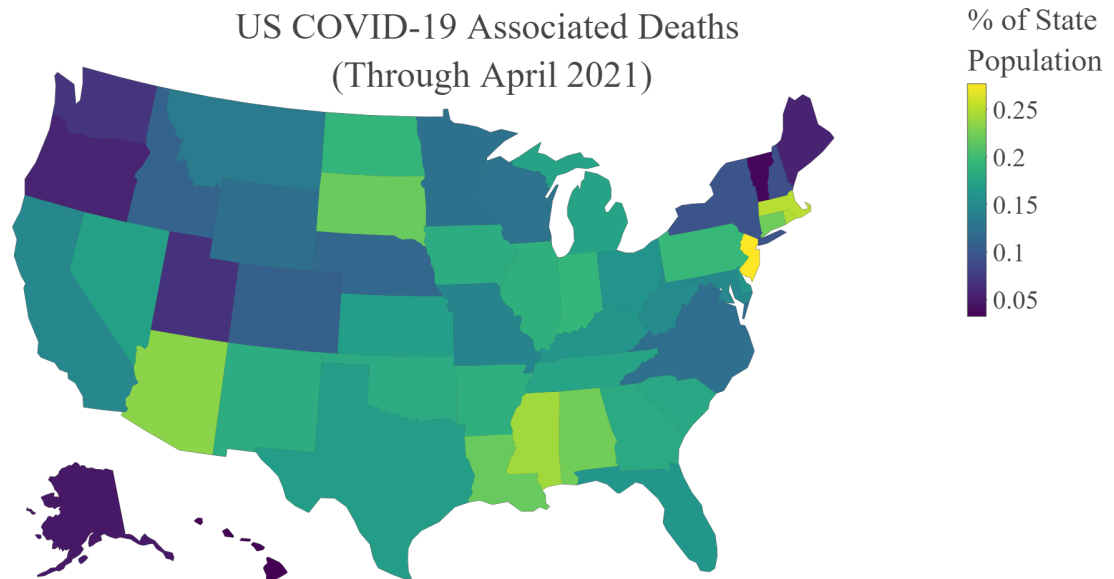 US COVID-19 Associated Deaths
(Through April 2021)
% of State
Population
0.25
0.2
0.15
0.1
0.05